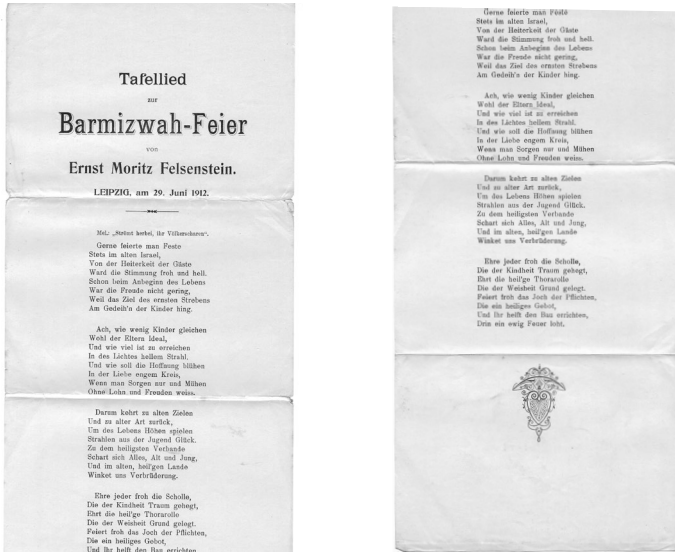 Tafellied
zur
Barmizwah-Feier
von
Ernst Moritz Felsenstein.
LEIPZIG, am 29. Juni 1912.
Mel.: „Strömt herbei, ihr Völkerscharen“.
Gerne feierte man Feste
Stets im alten Israel,
Von der Heiterkeit der Gäste
Ward die Stimmung froh und hell.
Schon beim Anbeginn des Lebens
War die Freude nicht gering,
Weil das Ziel des ernsten Strebens
Am Gedeih'n der Kinder hing.
Ach, wie wenig Kinder gleichen
Wohl der Eltern Ideal,
Und wie viel ist zu erreichen
In des Lichtes hellem Strahl.
Und wie soll die Hoffnung blühen
In der Liebe engem Kreis,
Wenn man Sorgen nur und Mühen
Ohne Lohn und Freuden weiss.
Darum kehrt zu alten Zielen
Und zu alter Art zurück,
Um des Lebens Höhen spielen
Strahlen aus der Jugend Glück.
Zu dem heiligsten Verbande
Schart sich Alles, Alt und Jung,
Und im alten, heil'gen Lande
Winket uns Verbrüderung.
Ehre jeder froh die Scholle,
Die der Kindheit Traum gehegt,
Ehrt die heil'ge Thorarolle
Die der Weisheit Grund gelegt.
Feiert froh das Joch der Pflichten,
Die ein heiliges Gebot,
Und Ihr helft den Bau errichten,
Gerne feierte man Feste
Stets im alten Israel,
Von der Heiterkeit der Gäste
Ward die Stimmung froh und hell.
Schon beim Anbeginn des Lebens
War die Freude nicht gering,
Weil das Ziel des ernsten Strebens
Am Gedeih'n der Kinder hing.
Ach, wie wenig Kinder gleichen
Wohl der Eltern Ideal,
Und wie viel ist zu erreichen
In des Lichtes hellem Strahl.
Und wie soll die Hoffnung blühen
In der Liebe engem Kreis,
Wenn man Sorgen nur und Mühen
Ohne Lohn und Freuden weiss.
Darum kehrt zu alten Zielen
Und zu alter Art zurück,
Um des Lebens Höhen spielen
Strahlen aus der Jugend Glück.
Zu dem heiligsten Verbande
Schart sich Alles, Alt und Jung,
Und im alten, heil'gen Lande
Winket uns Verbrüderung.
Ehre jeder froh die Scholle,
Die der Kindheit Traum gehegt,
Ehrt die heil'ge Thorarolle
Die der Weisheit Grund gelegt.
Feiert froh das Joch der Pflichten,
Die ein heiliges Gebot,
Und Ihr helft den Bau errichten,
Drin ein ewig Feuer loht.